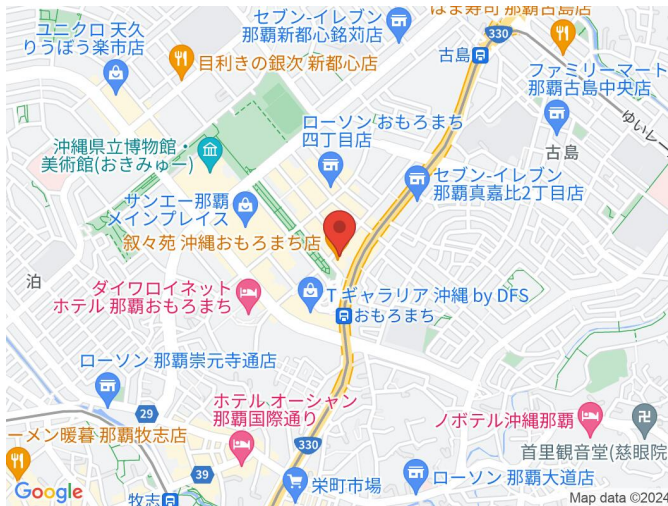 セブン-イレブン
那覇新都心銘苅店
はま寿司 那覇古島店
ユニクロ 天久
りうぼう楽市店
330
目利きの銀次 新都心店
古島
ファミリーマート
那覇古島中央店
ゆいレー
ローソン おもろまち
四丁目店
沖縄県立博物館・
美術館(おきみゅー)
古島
セブン-イレブン
那覇真嘉比2丁目店
サンエー那覇
メインプレイス
叙々苑 沖縄おもろまち店
泊
ダイワロイネット
ホテル 那覇おもろまち
T ギャラリア 沖縄 by DFS
おもろまち
ローソン 那覇崇元寺通店
ホテル オーシャン
那覇国際通り
29
ノボテル沖縄那覇
ーメン暖暮 那覇牧志店
330
首里観音堂(慈眼院
39
栄町市場
ローソン 那覇大道店
牧志
Google
Map data ©2024